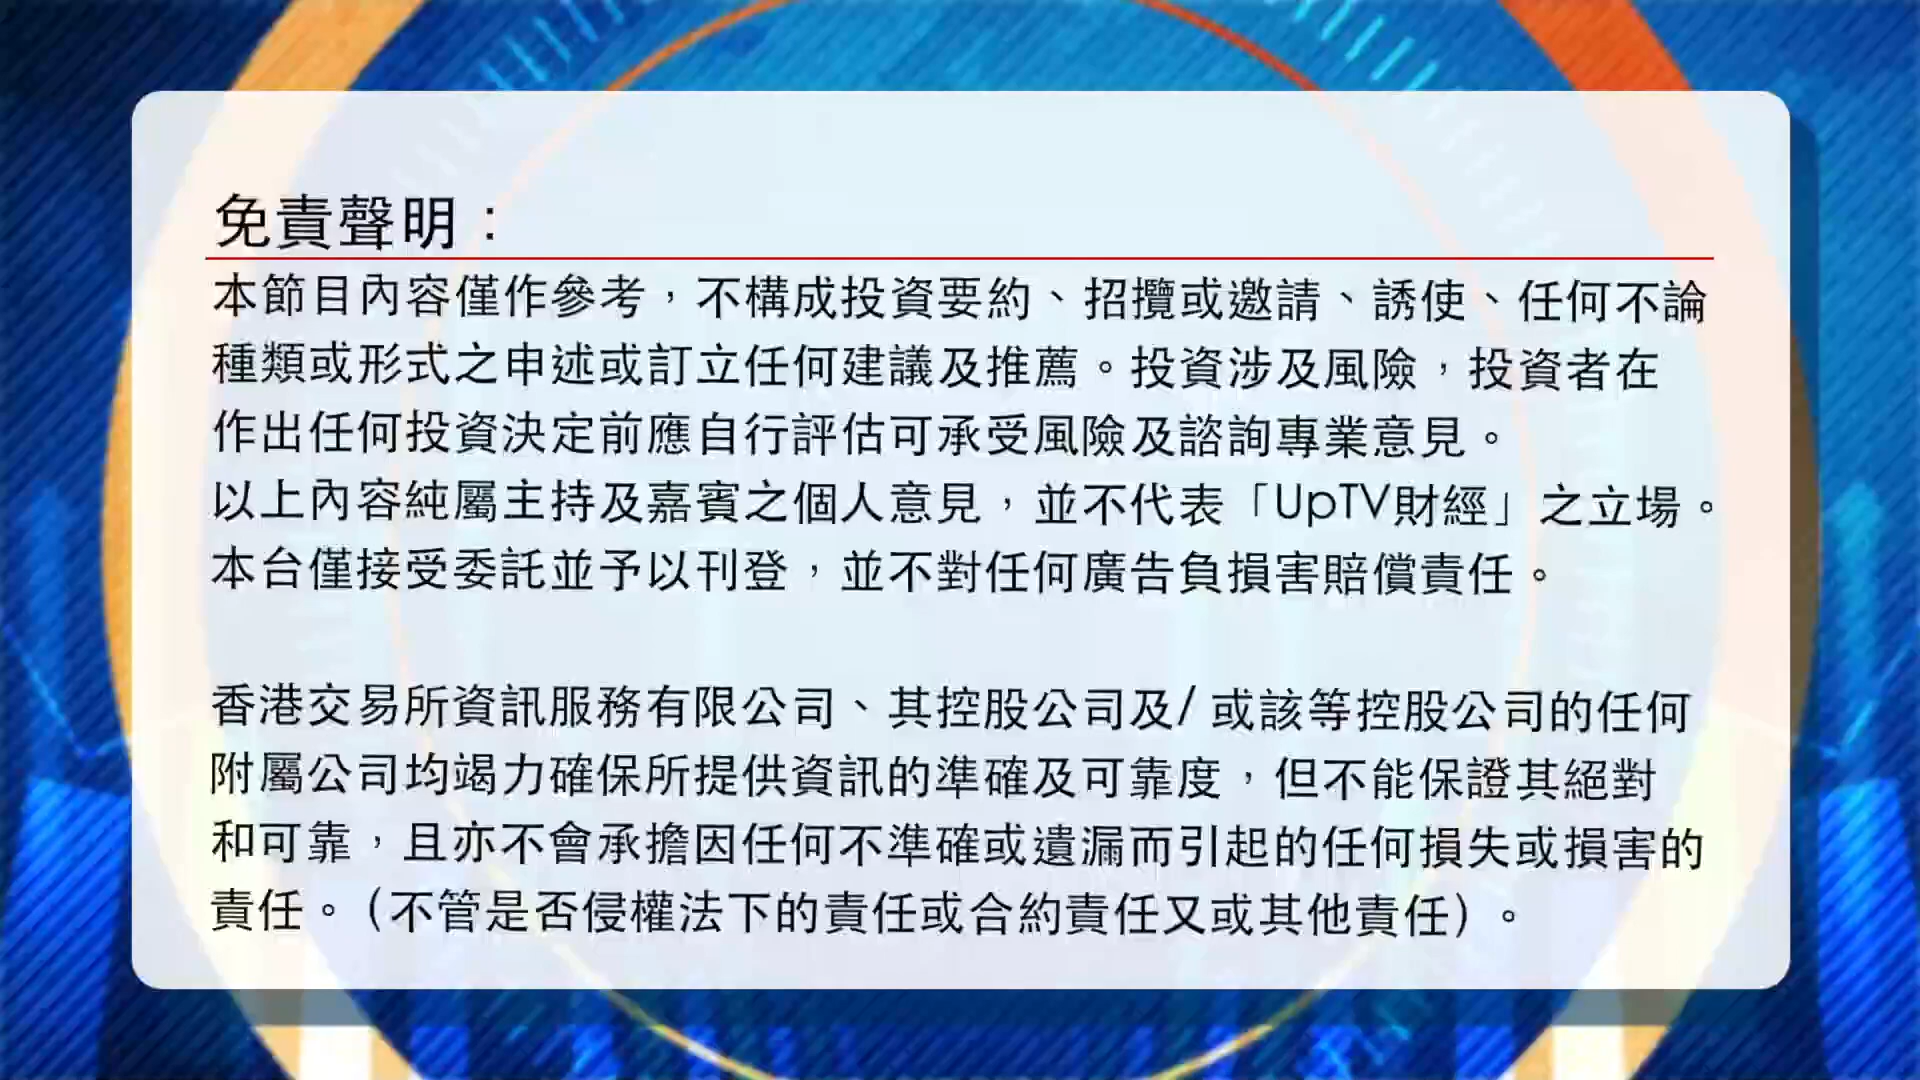 免責聲明：
本節目內容僅作參考，不構成投資要約、招攬或邀請、誘使、任何不論
種類或形式之申述或訂立任何建議及推薦。投資涉及風險，投資者在
作出任何投資決定前應自行評估可承受風險及諮詢專業意見。
以上內容純屬主持及嘉賓之個人意見，並不代表「UpTV財經」之立場。
本台僅接受委託並予以刊登，並不對任何廣告負損害賠償責任。
香港交易所資訊服務有限公司、其控股公司及/ 或該等控股公司的任何
附屬公司均竭力確保所提供資訊的準確及可靠度，但不能保證其絕對
和可靠，且亦不會承擔因任何不準確或遺漏而引起的任何損失或損害的
責任。（不管是否侵權法下的責任或合約責任又或其他責任）。